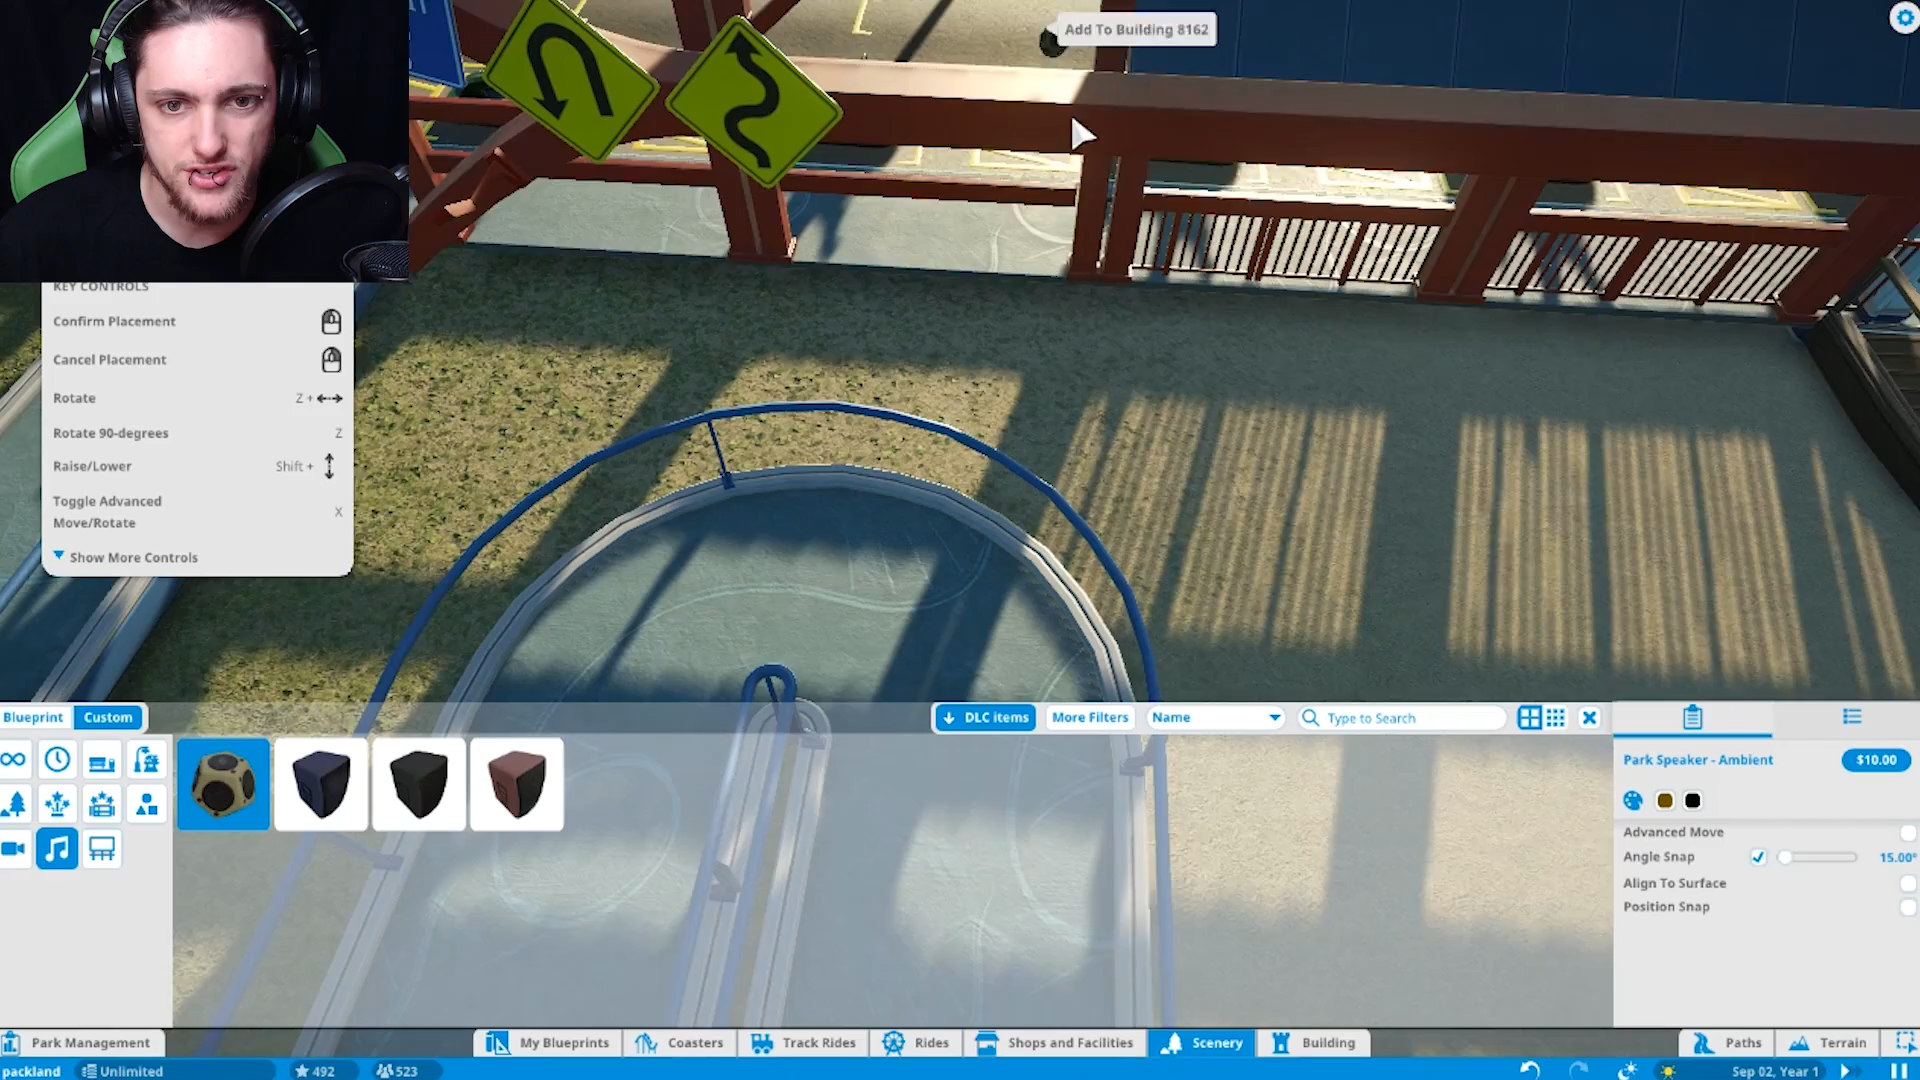 Add To Building 8162
KEY CONTROLS
Confirm Placement
Cancel Placement
Rotate Z +
Rotate 90-degrees Z
Raise/Lower Shift +
Toggle Advanced
Move/Rotate X
Show More Controls
Blueprint Custom
DLC items More Filters Name Type to Search
Park Speaker - Ambient $10.00
Advanced Move
Angle Snap 15.00°
Align To Surface
Position Snap
Park Management My Blueprints Coasters Track Rides Rides Shops and Facilities Scenery Building Paths Terrain
packland Unlimited 492 523 Sep 02, Year 1